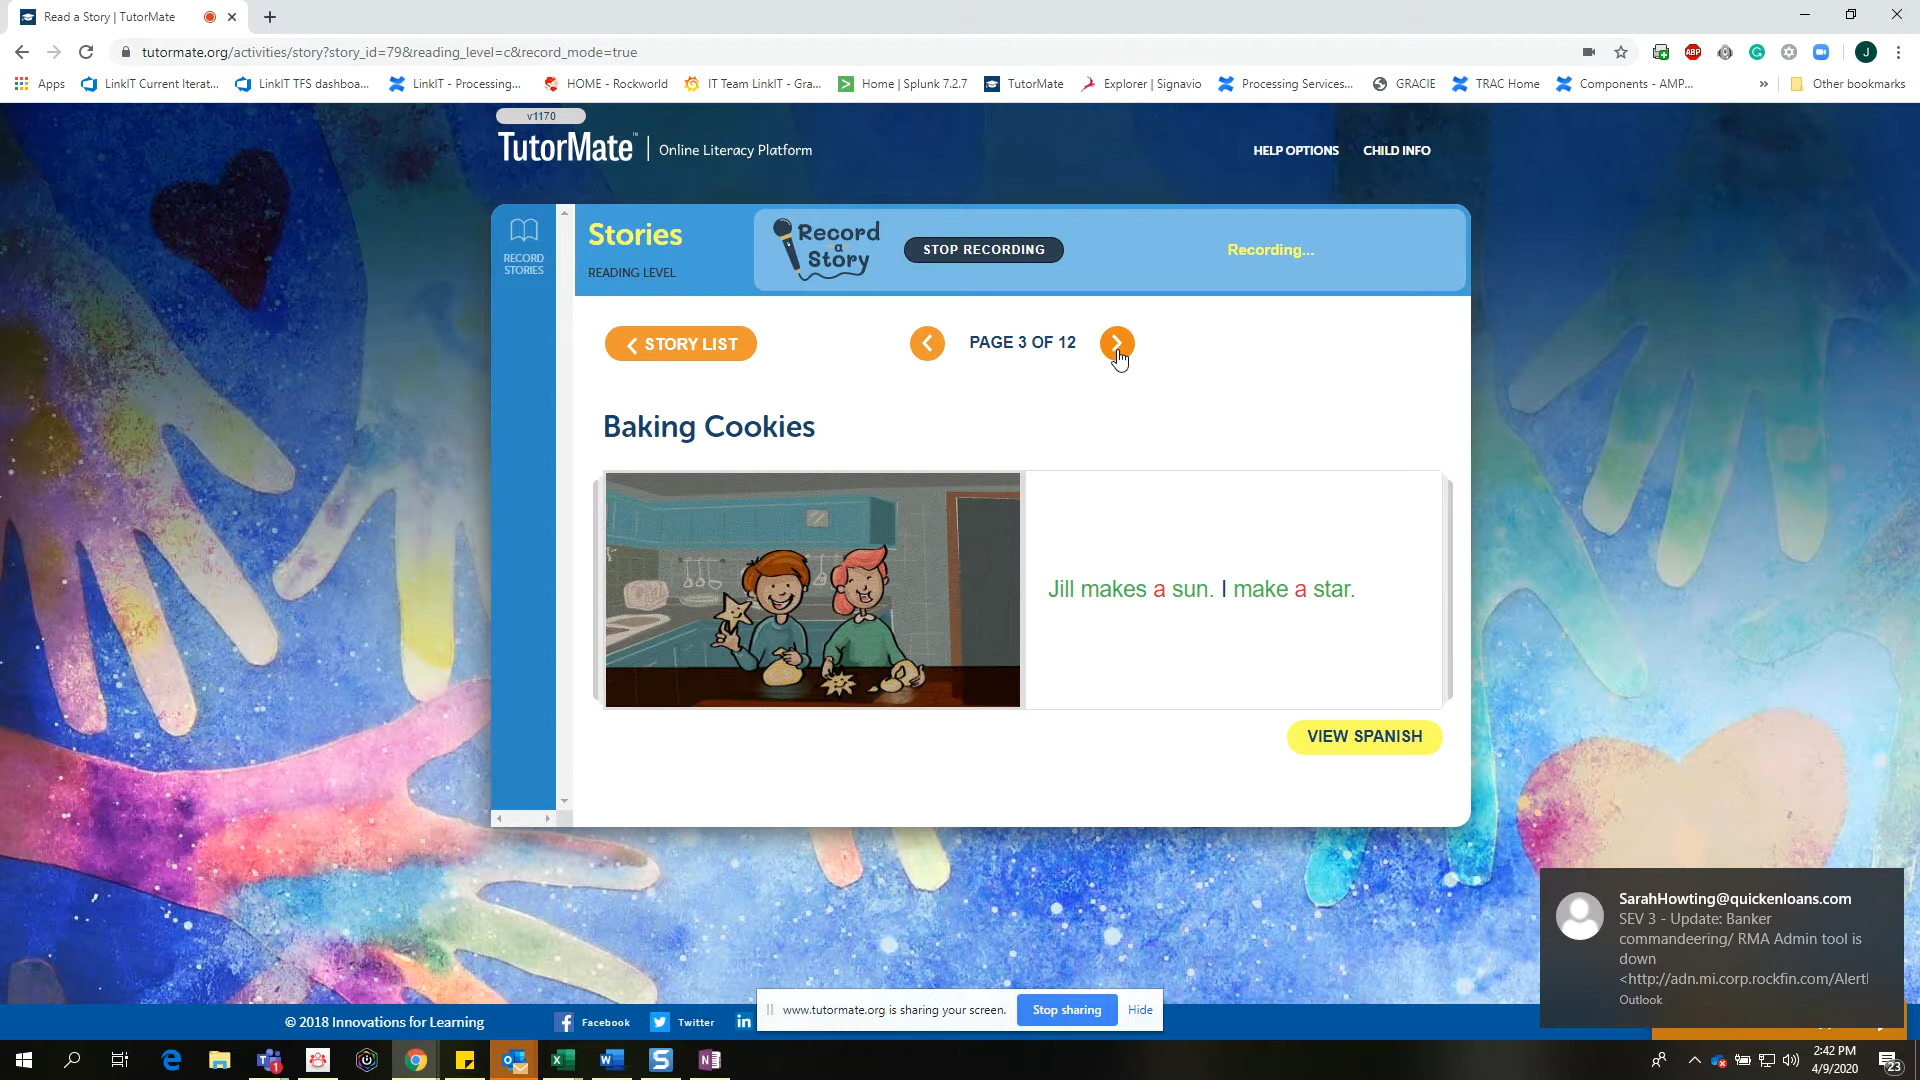 Read a Story | TutorMate
tutormate.org/activities/story?story_id=79&reading_level=c&record_mode=true
ABP
J
Apps
LinkIT Current Iterat...
LinkIT TFS dashboa...
LinkIT - Processing...
HOME - Rockworld
IT Team LinkIT - Gra...
Home | Splunk 7.2.7
TutorMate
Explorer | Signavio
Processing Services...
GRACIE
TRAC Home
Components - AMP...
»
Other bookmarks
v1170
TutorMate™ | Online Literacy Platform
HELP OPTIONS
CHILD INFO
RECORD
STORIES
Stories
READING LEVEL
Record
a
Story
STOP RECORDING
Recording...
STORY LIST
PAGE 3 OF 12
Baking Cookies
Jill makes a sun. I make a star.
VIEW SPANISH
SarahHowting@quickenloans.com
SEV 3 - Update: Banker
commandeering/ RMA Admin tool is
down
<http://adn.mi.corp.rockfin.com/Alert
Outlook
© 2018 Innovations for Learning
Facebook
Twitter
in
www.tutormate.org is sharing your screen.
Stop sharing
Hide
1
2:42 PM
4/9/2020
23